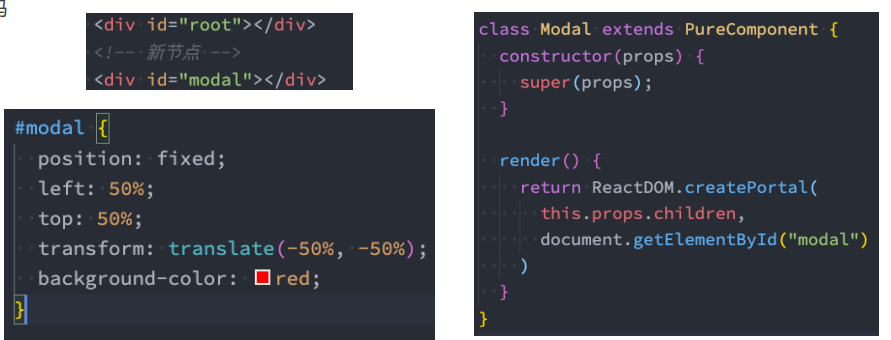 码
<div id="root"></div>
<!-- 新节点 -->
<div id="modal"></div>
#modal {
  position: fixed;
  left: 50%;
  top: 50%;
  transform: translate(-50%, -50%);
  background-color: red;
}
class Modal extends PureComponent {
  constructor(props) {
    super(props);
  }

  render() {
    return ReactDOM.createPortal(
      this.props.children,
      document.getElementById("modal")
    )
  }
}